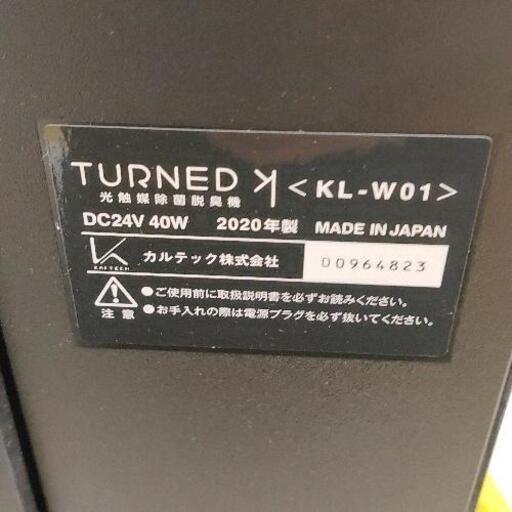 TURNED K <KL-W01>
光触媒除菌脱臭機
DC24V 40W 2020年製 MADE IN JAPAN
KALTECH カルテック株式会社 00964823
注意
●ご使用前に取扱説明書を必ずお読みください。
●お手入れの際は電源プラグを必ず抜いてください。